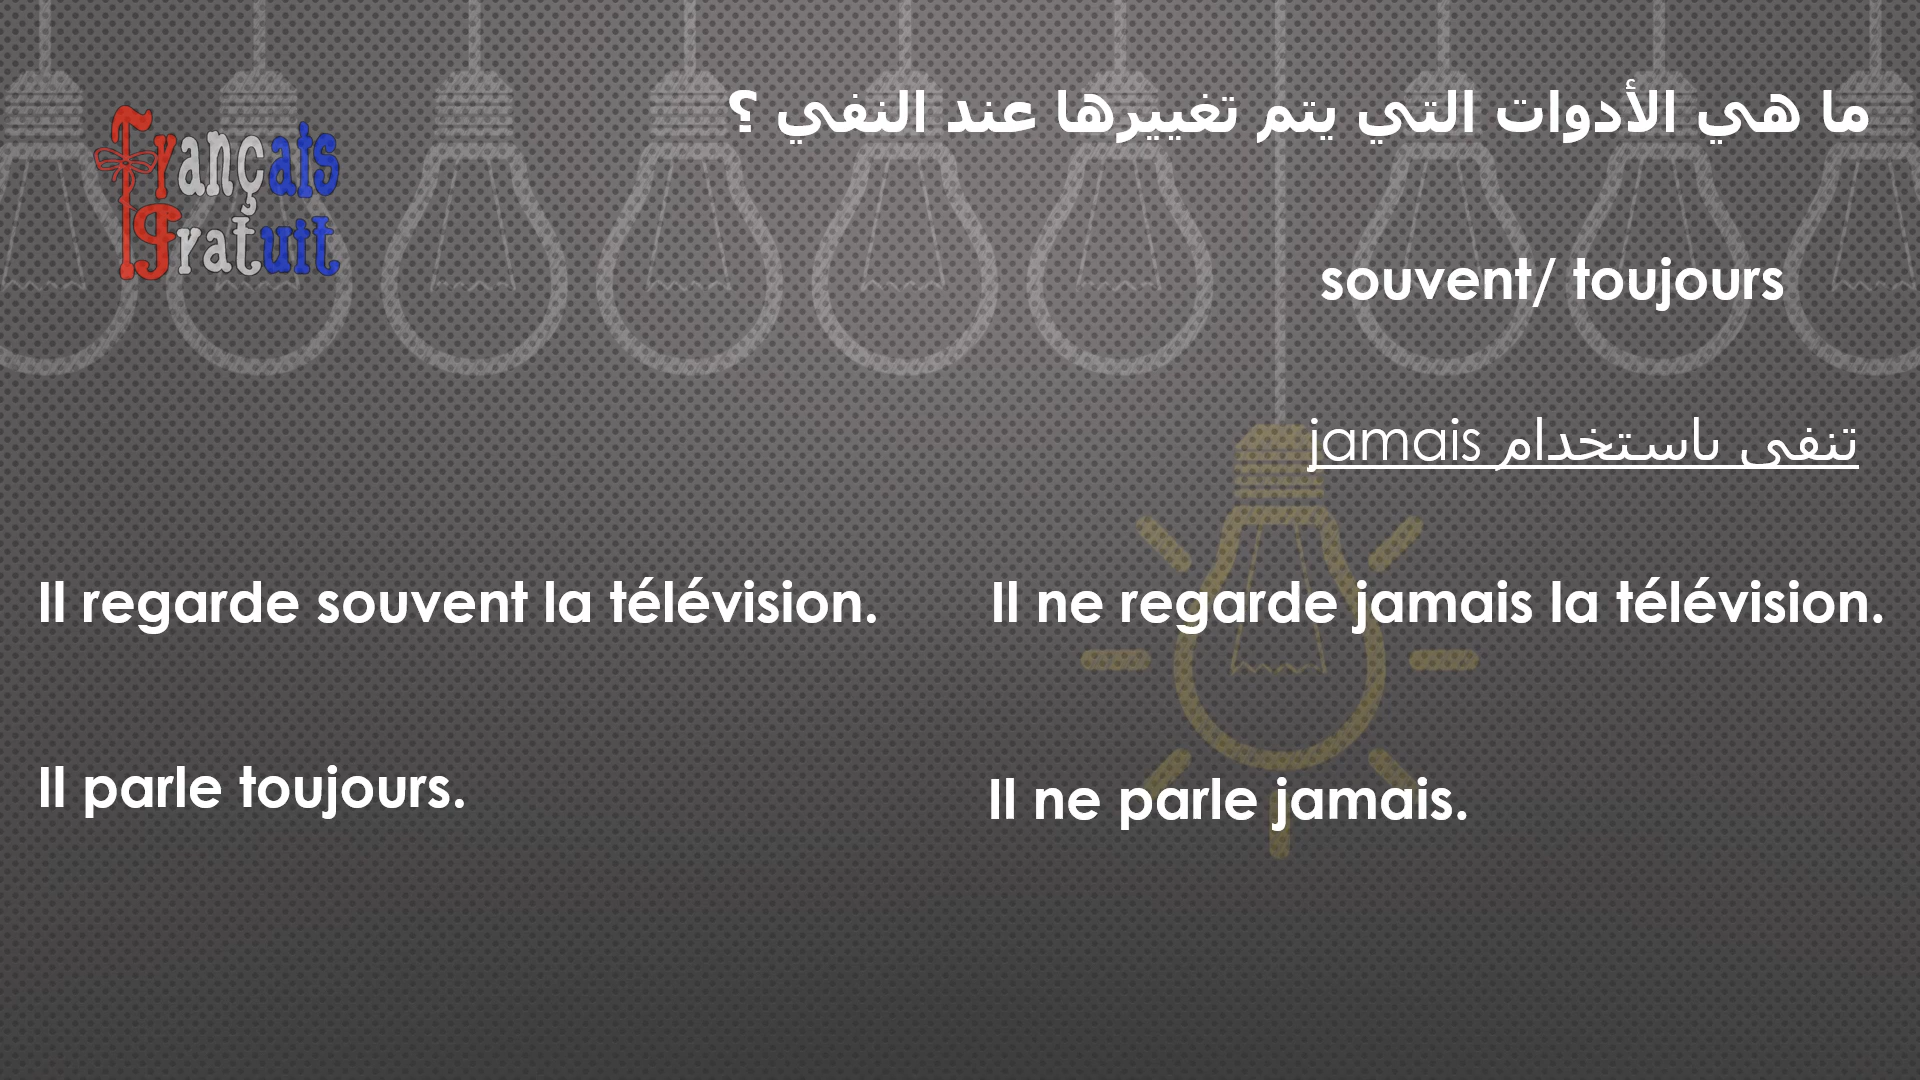 Français
Gratuit
ما هي الأدوات التي يتم تغييرها عند النفي ؟
souvent/ toujours
تنفى باستخدام jamais
Il regarde souvent la télévision.
Il ne regarde jamais la télévision.
Il parle toujours.
Il ne parle jamais.